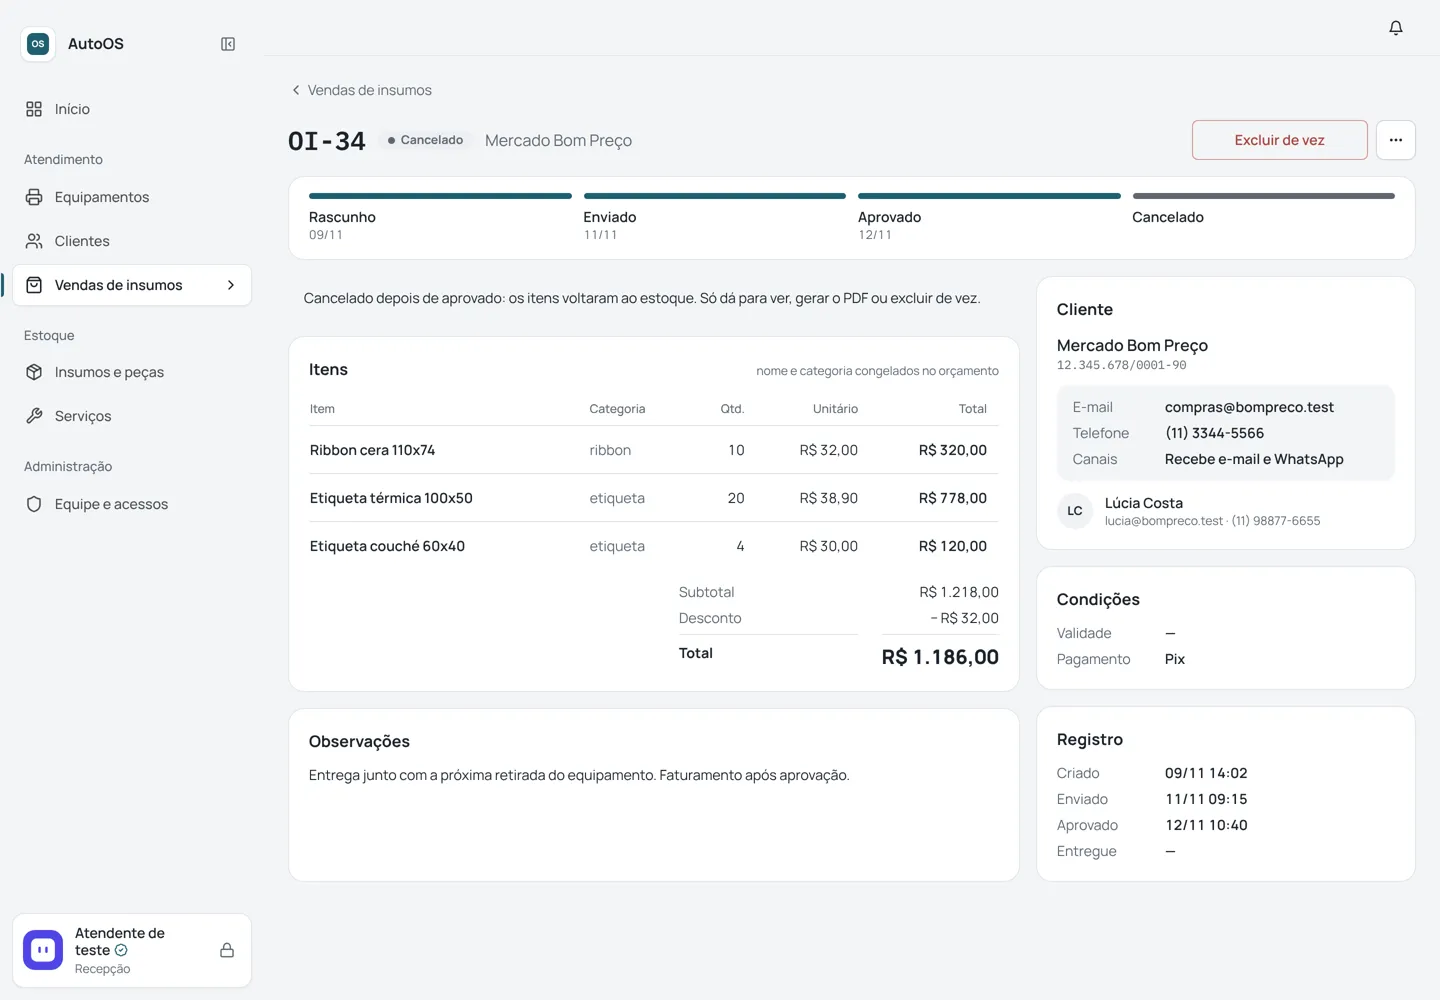 OS
AutoOS
Início
Atendimento
Equipamentos
Clientes
Vendas de insumos
Estoque
Insumos e peças
Serviços
Administração
Equipe e acessos
Atendente de
teste
Recepção
Vendas de insumos
OI-34
Cancelado
Mercado Bom Preço
Excluir de vez
Rascunho
09/11
Enviado
11/11
Aprovado
12/11
Cancelado
Cancelado depois de aprovado: os itens voltaram ao estoque. Só dá para ver, gerar o PDF ou excluir de vez.
Itens
nome e categoria congelados no orçamento
Item Categoria Qtd. Unitário Total
Ribbon cera 110x74 ribbon 10 R$ 32,00 R$ 320,00
Etiqueta térmica 100x50 etiqueta 20 R$ 38,90 R$ 778,00
Etiqueta couché 60x40 etiqueta 4 R$ 30,00 R$ 120,00
Subtotal R$ 1.218,00
Desconto − R$ 32,00
Total R$ 1.186,00
Observações
Entrega junto com a próxima retirada do equipamento. Faturamento após aprovação.
Cliente
Mercado Bom Preço
12.345.678/0001-90
E-mail compras@bompreco.test
Telefone (11) 3344-5566
Canais Recebe e-mail e WhatsApp
LC
Lúcia Costa
lucia@bompreco.test · (11) 98877-6655
Condições
Validade —
Pagamento Pix
Registro
Criado 09/11 14:02
Enviado 11/11 09:15
Aprovado 12/11 10:40
Entregue —